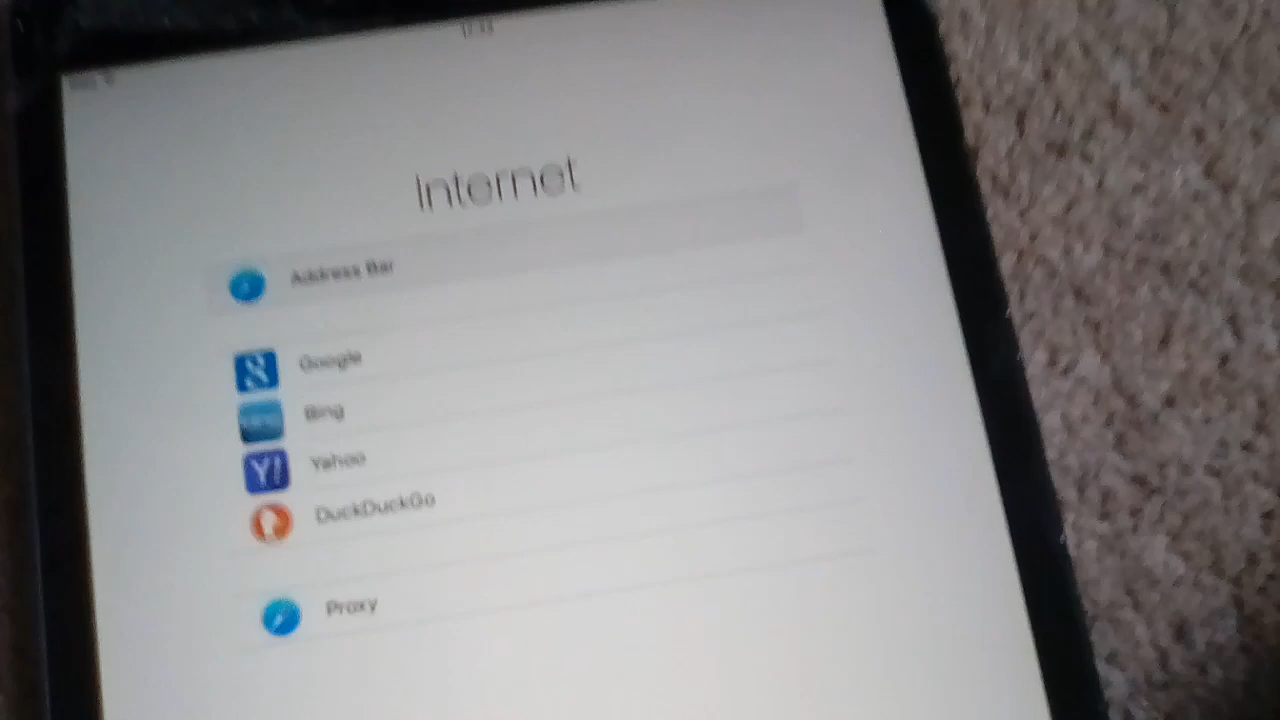 Internet
Address Bar
Google
Bing
Yahoo
Y!
DuckDuckGo
Proxy